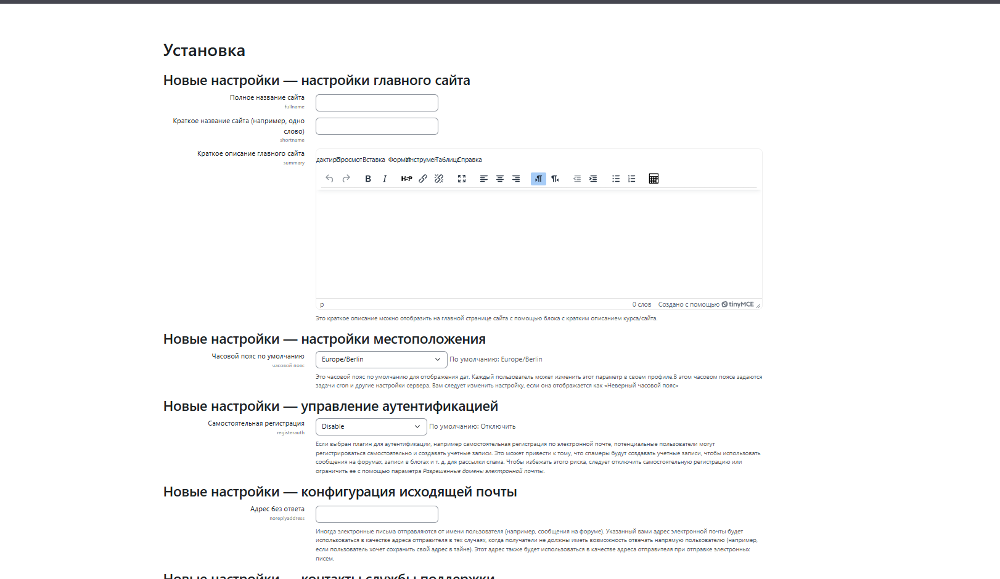 Установка
Новые настройки — настройки главного сайта
Полное название сайта
fullname
Краткое название сайта (например, одно
слово)
shortname
Краткое описание главного сайта
summary
дактиро Просмот Вставка Формат Инструмен Таблица Справка
B I H5P
p 0 слов Создано с помощью tinyMCE
Это краткое описание можно отобразить на главной странице сайта с помощью блока с кратким описанием курса/сайта.
Новые настройки — настройки местоположения
Часовой пояс по умолчанию
часовой пояс
Europe/Berlin По умолчанию: Europe/Berlin
Это часовой пояс по умолчанию для отображения дат. Каждый пользователь может изменить этот параметр в своем профиле.В этом часовом поясе задаются
задачи cron и другие настройки сервера. Вам следует изменить настройку, если она отображается как «Неверный часовой пояс»
Новые настройки — управление аутентификацией
Самостоятельная регистрация
registerauth
Disable По умолчанию: Отключить
Если выбран плагин для аутентификации, например самостоятельная регистрация по электронной почте, потенциальные пользователи могут
регистрироваться самостоятельно и создавать учетные записи. Это может привести к тому, что спамеры будут создавать учетные записи, чтобы использовать
сообщения на форумах, записи в блогах и т. д. для рассылки спама. Чтобы избежать этого риска, следует отключить самостоятельную регистрацию или
ограничить ее с помощью параметра Разрешенные домены электронной почты.
Новые настройки — конфигурация исходящей почты
Адрес без ответа
noreplyaddress
Иногда электронные письма отправляются от имени пользователя (например, сообщения на форуме). Указанный вами адрес электронной почты будет
использоваться в качестве адреса отправителя в тех случаях, когда получатели не должны иметь возможность отвечать напрямую пользователю (например,
если пользователь хочет сохранить свой адрес в тайне). Этот адрес также будет использоваться в качестве адреса отправителя при отправке электронных
писем.
Новые настройки — контакты службы поддержки